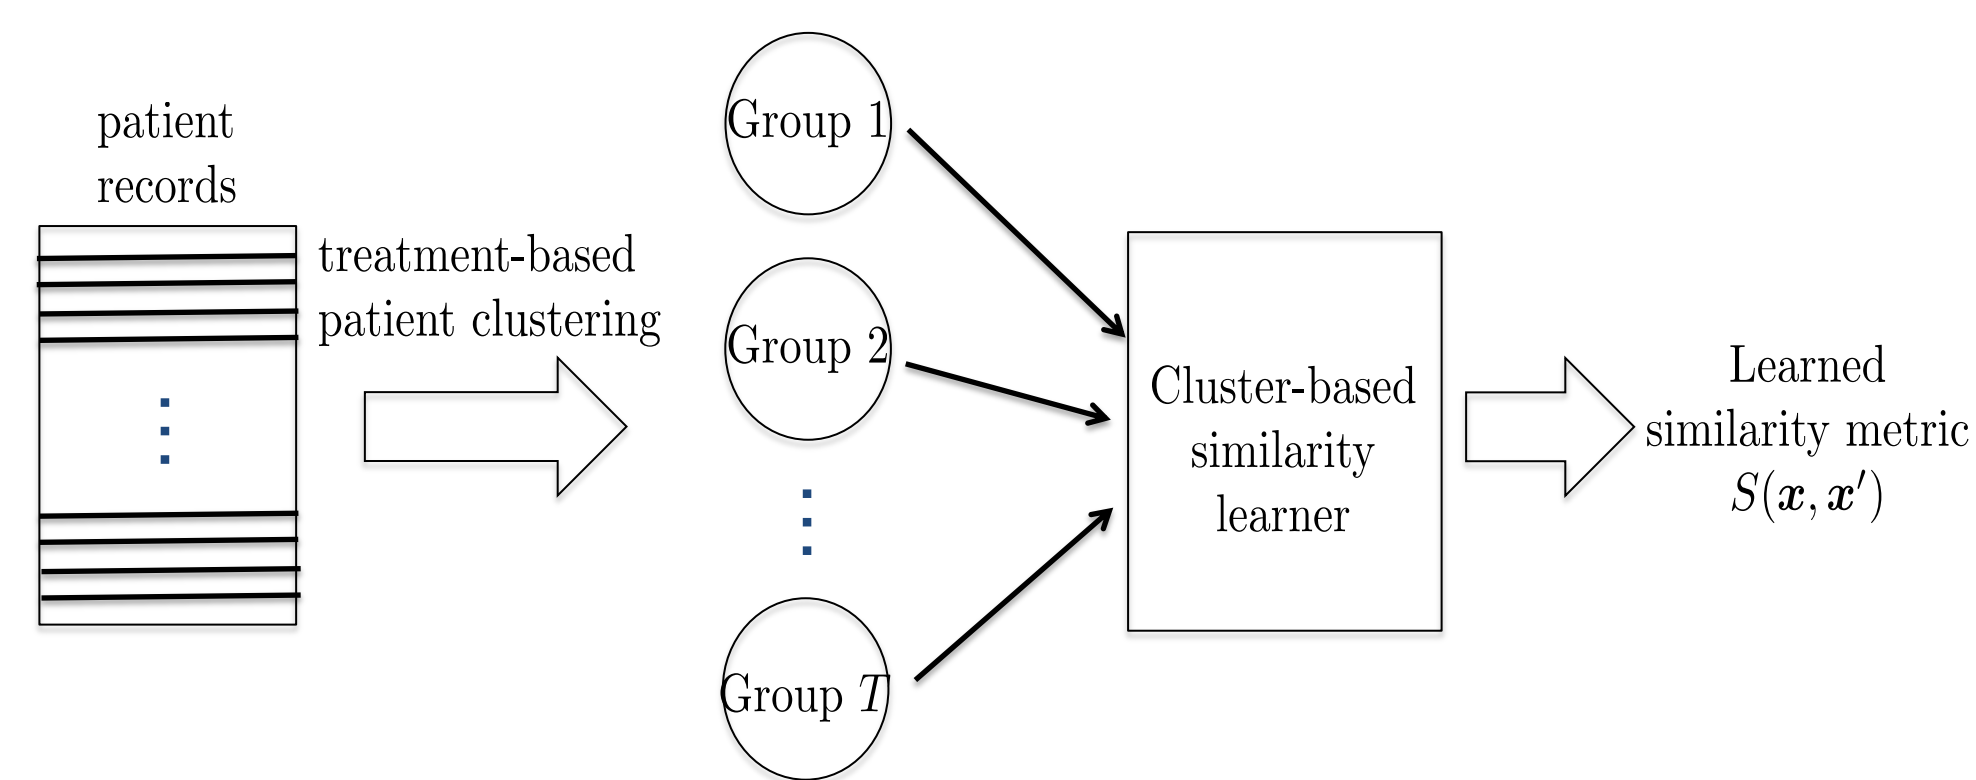 patient
records
treatment-based
patient clustering
Group 1
Group 2
Group T
Cluster-based
similarity
learner
Learned
similarity metric
S(x, x′)